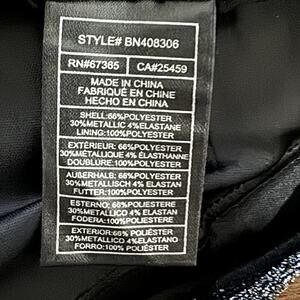 STYLE# BN408306
RN#67365 CA#25459
MADE IN CHINA
FABRIQUÉ EN CHINE
HECHO EN CHINA
SHELL:66%POLYESTER
30%METALLIC 4%ELASTANE
LINING:100%POLYESTER
EXTÉRIEUR: 66%POLYESTER
30%MÉTALLIQUE 4% ÉLASTHANNE
DOUBLURE:100%POLYESTER
AUßERHALB: 66%POLYESTER
30%METALLISCH 4% ELASTAN
FUTTER:100%POLYESTER
ESTERNO: 66%POLIESTERE
30%METALLICO 4% ELASTAN
FODERA:100%POLIESTERE
EXTERIOR:66% POLIÉSTER
30%METALICO 4%ELASTANO
FORRO:100% POLIÉSTER